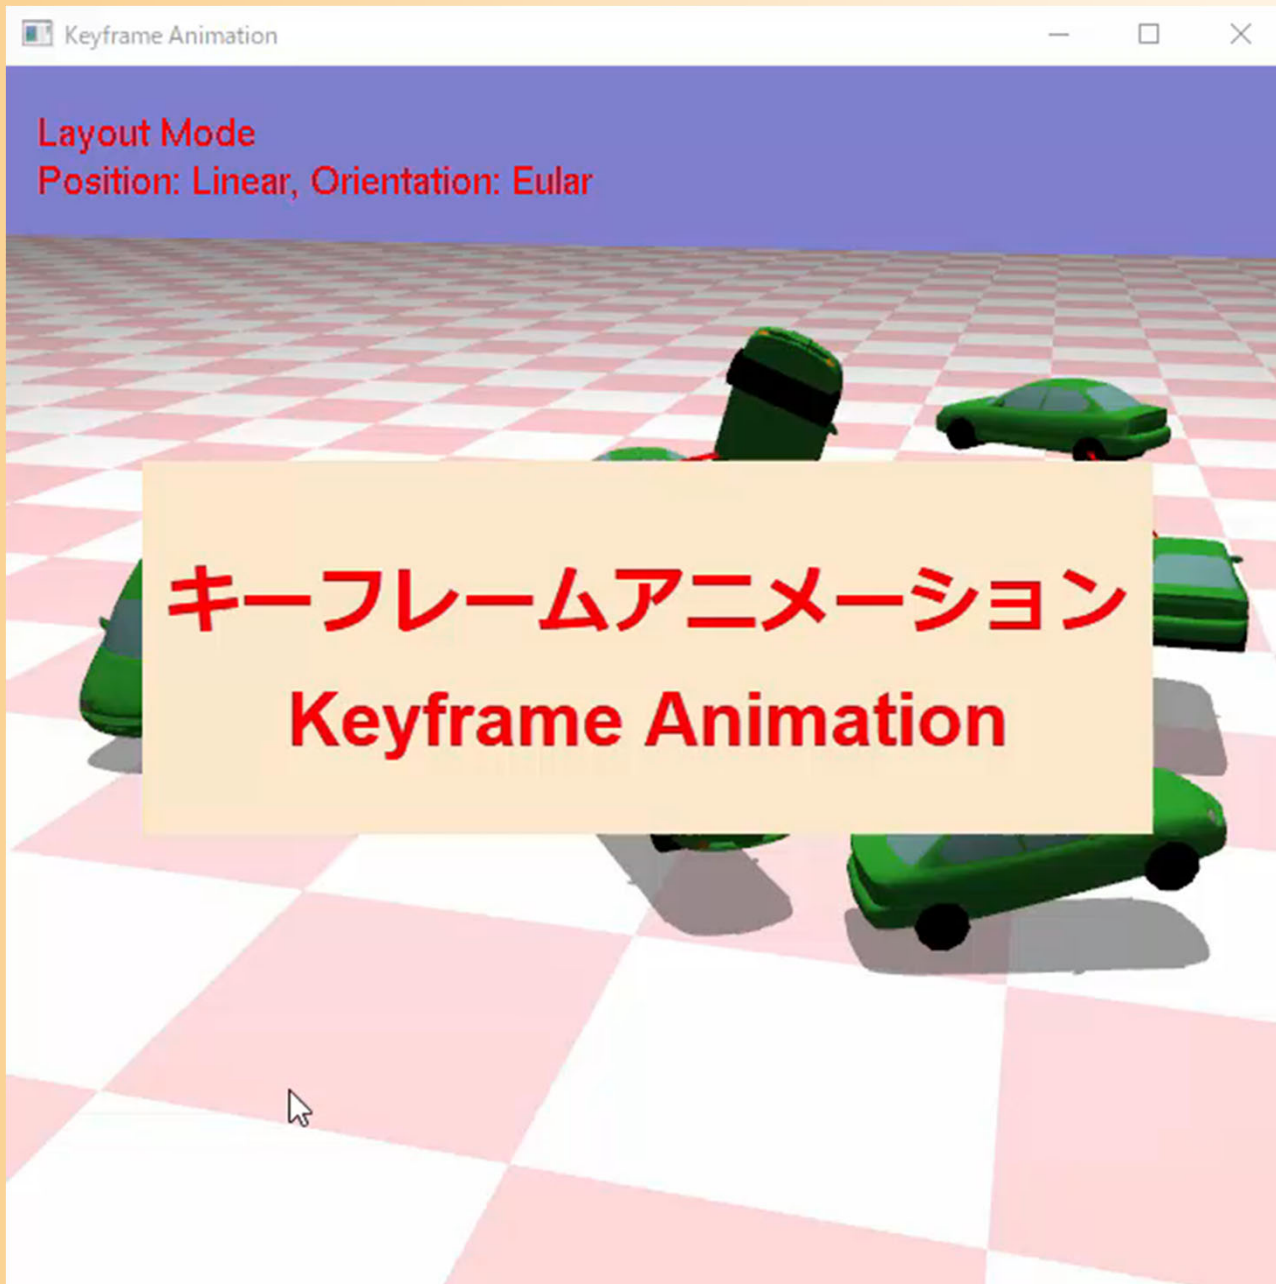 Keyframe Animation
Layout Mode
Position: Linear, Orientation: Eular
キーフレームアニメーション
Keyframe Animation